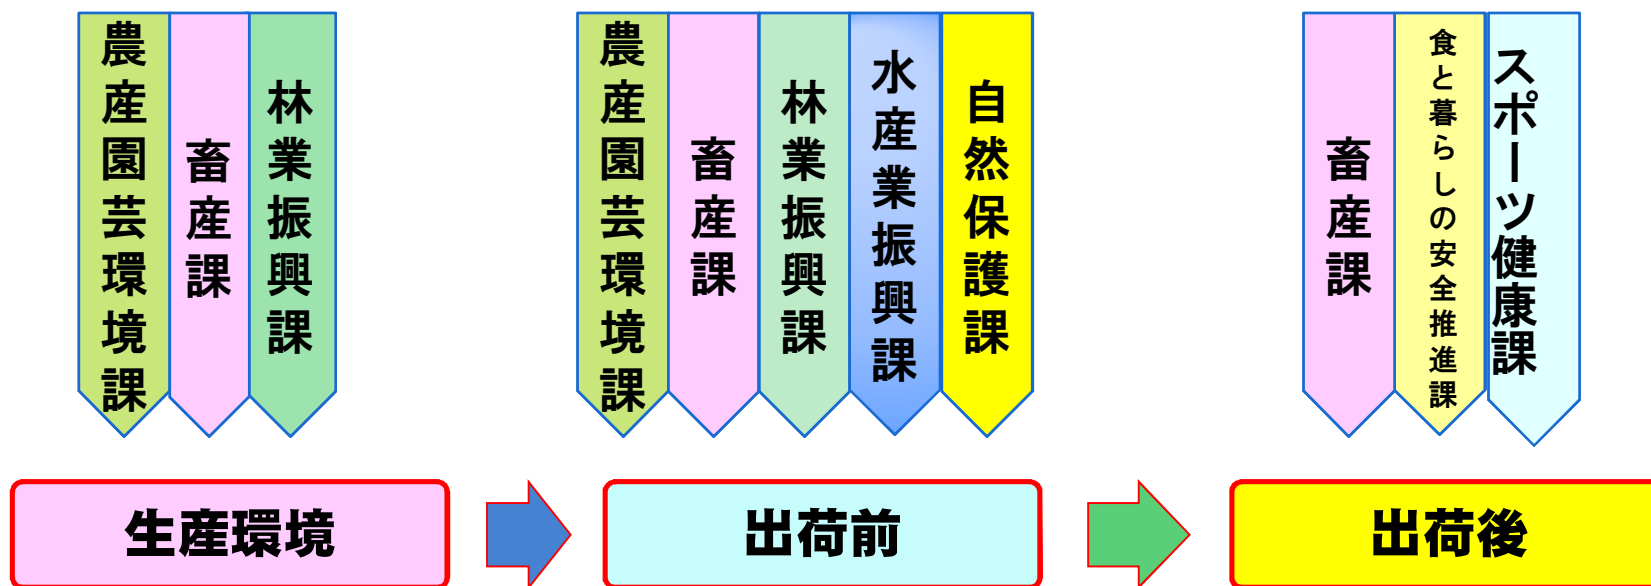 農産園芸環境課
畜産課
林業振興課
農産園芸環境課
畜産課
林業振興課
水産業振興課
自然保護課
畜産課
食と暮らしの安全推進課
スポーツ健康課
生産環境
出荷前
出荷後